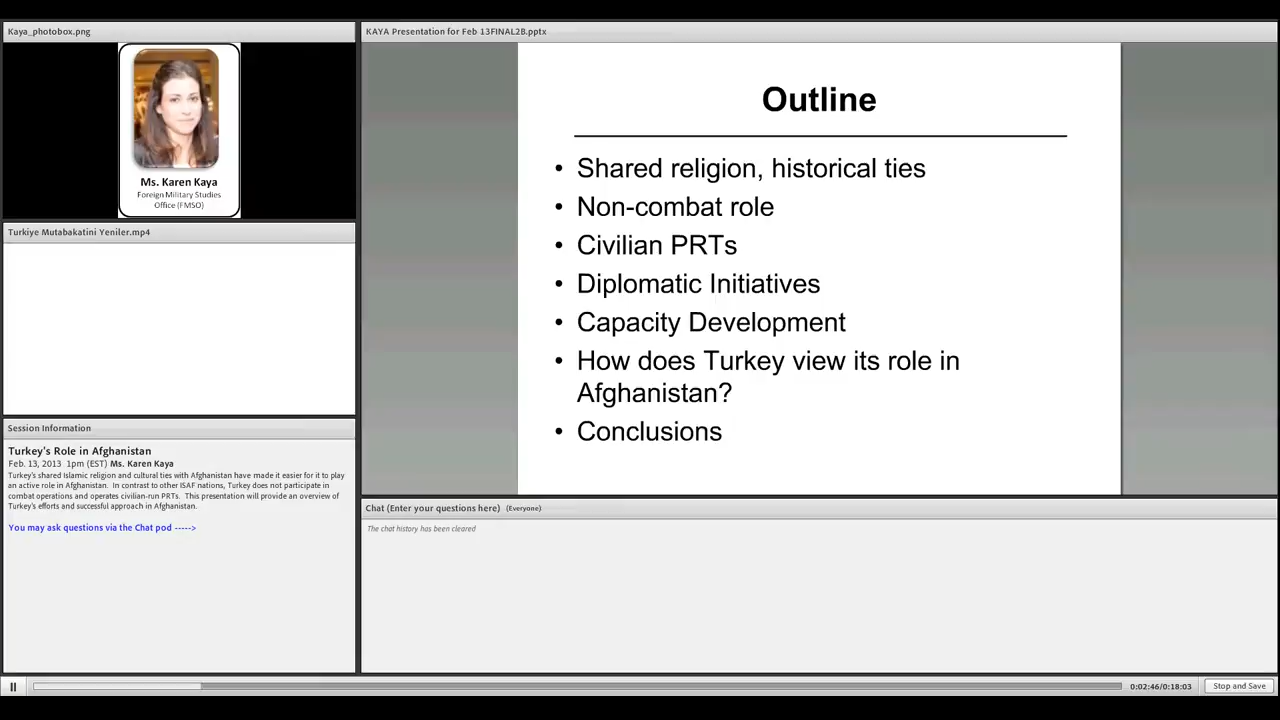 Kaya_photobox.png
Ms. Karen Kaya
Foreign Military Studies
Office (FMSO)
Turkiye Mutabakatini Yeniler.mp4
Session Information
Turkey's Role in Afghanistan
Feb. 13, 2013 1pm (EST) Ms. Karen Kaya
Turkey's shared Islamic religion and cultural ties with Afghanistan have made it easier for it to play
an active role in Afghanistan. In contrast to other ISAF nations, Turkey does not participate in
combat operations and operates civilian-run PRTs. This presentation will provide an overview of
Turkey's efforts and successful approach in Afghanistan.
You may ask questions via the Chat pod ----->
KAYA Presentation for Feb 13FINAL2B.pptx
Outline
• Shared religion, historical ties
• Non-combat role
• Civilian PRTs
• Diplomatic Initiatives
• Capacity Development
• How does Turkey view its role in
Afghanistan?
• Conclusions
Chat (Enter your questions here) (Everyone)
The chat history has been cleared
0:02:46/0:18:03
Stop and Save